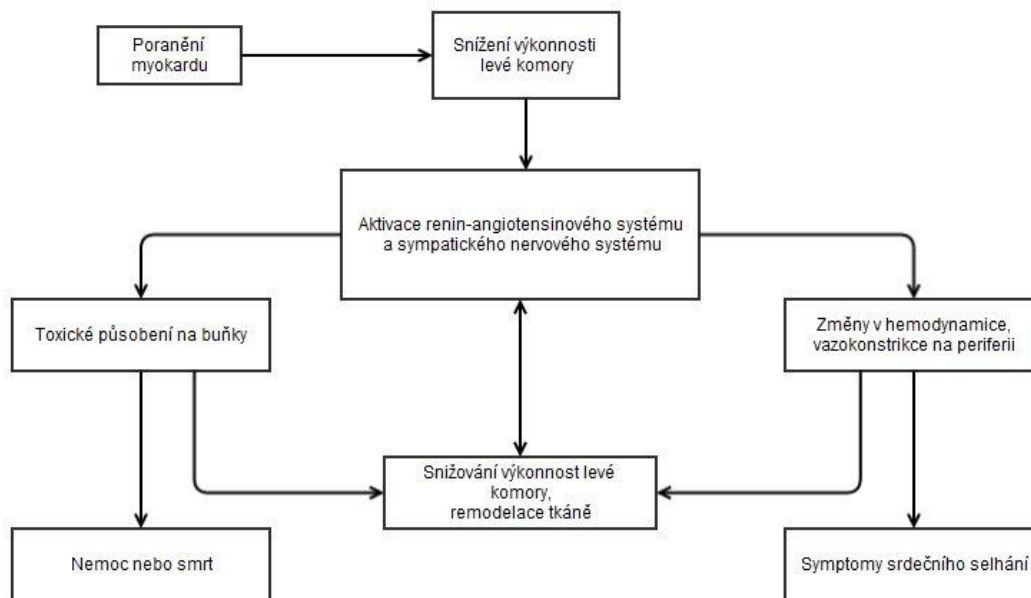 Poranění
myokardu
Snížení výkonnosti
levé komory
Aktivace renin-angiotensinového systému
a sympatického nervového systému
Toxické působení na buňky
Změny v hemodynamice,
vazokonstrikce na periferii
Snižování výkonnost levé
komory,
remodelace tkáně
Nemoc nebo smrt
Symptomy srdečního selhání